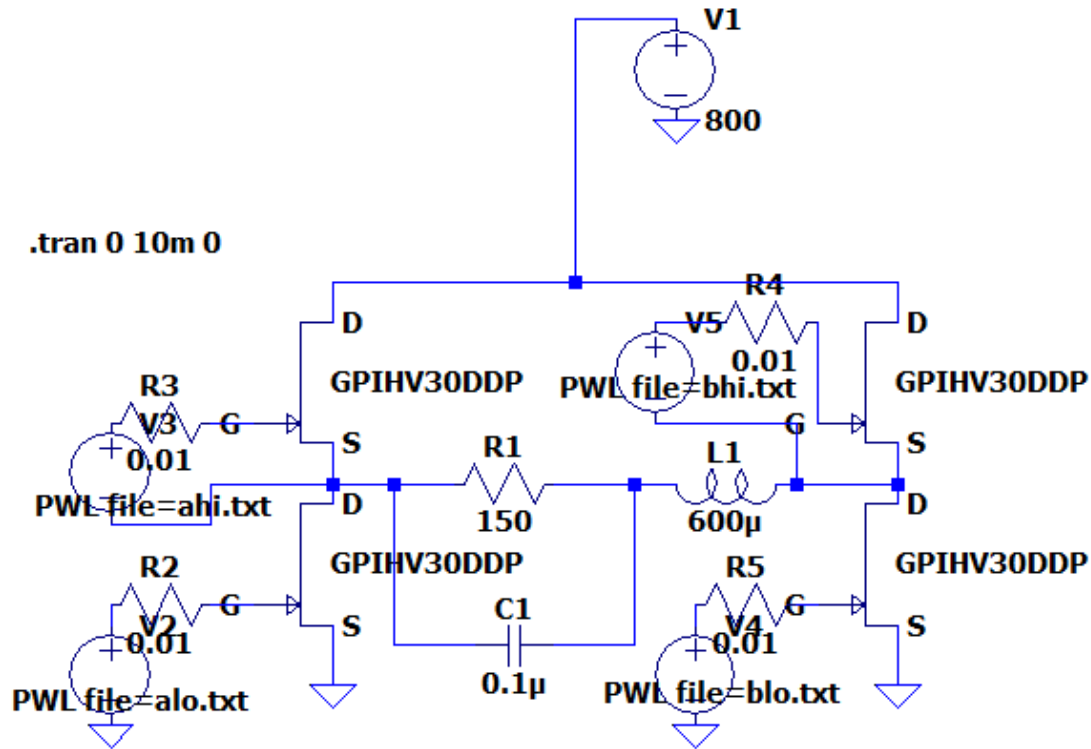 V1
800
.tran 0 10m 0
R4
D
V5
D
0.01
GPIHV30DDP
PWL file=bhi.txt
GPIHV30DDP
R3
V3
G
G
0.01
S
R1
L1
S
PWL file=ahi.txt
D
150
600µ
D
GPIHV30DDP
GPIHV30DDP
R2
G
C1
R5
G
V2
0.01
S
V4
0.01
S
PWL file=alo.txt
0.1µ
PWL file=blo.txt